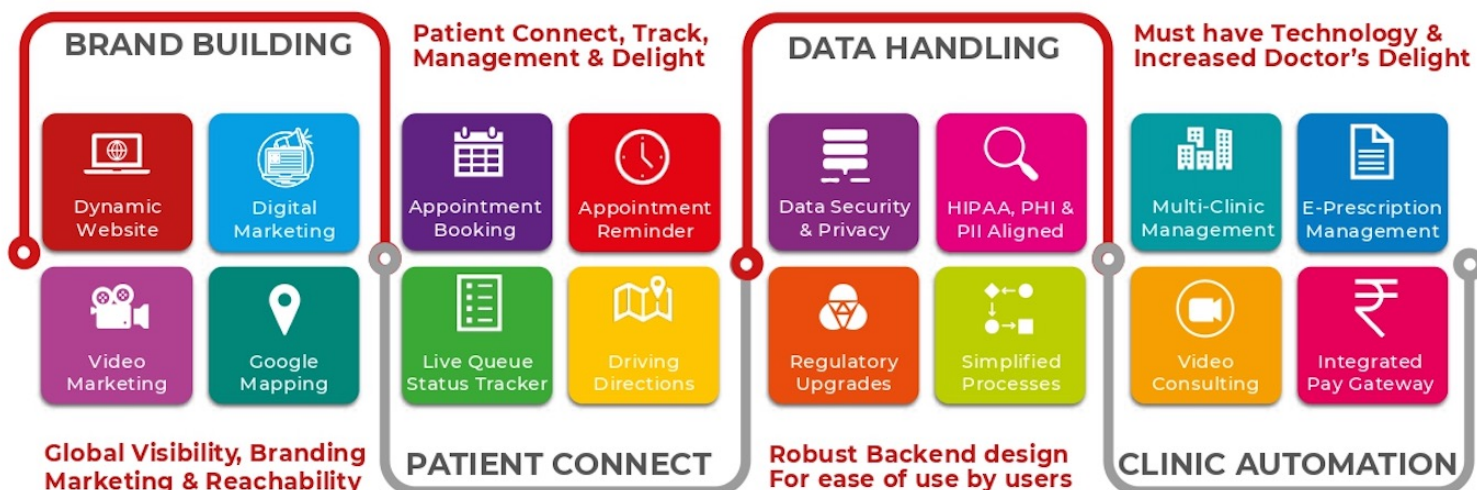 BRAND BUILDING
Dynamic
Website
Digital
Marketing
Video
Marketing
Google
Mapping
Global Visibility, Branding
Marketing & Reachability
Patient Connect, Track,
Management & Delight
Appointment
Booking
Appointment
Reminder
Live Queue
Status Tracker
Driving
Directions
PATIENT CONNECT
DATA HANDLING
Data Security
& Privacy
HIPAA, PHI &
PII Aligned
Regulatory
Upgrades
Simplified
Processes
Robust Backend design
For ease of use by users
Must have Technology &
Increased Doctor's Delight
Multi-Clinic
Management
E-Prescription
Management
Video
Consulting
₹
Integrated
Pay Gateway
CLINIC AUTOMATION